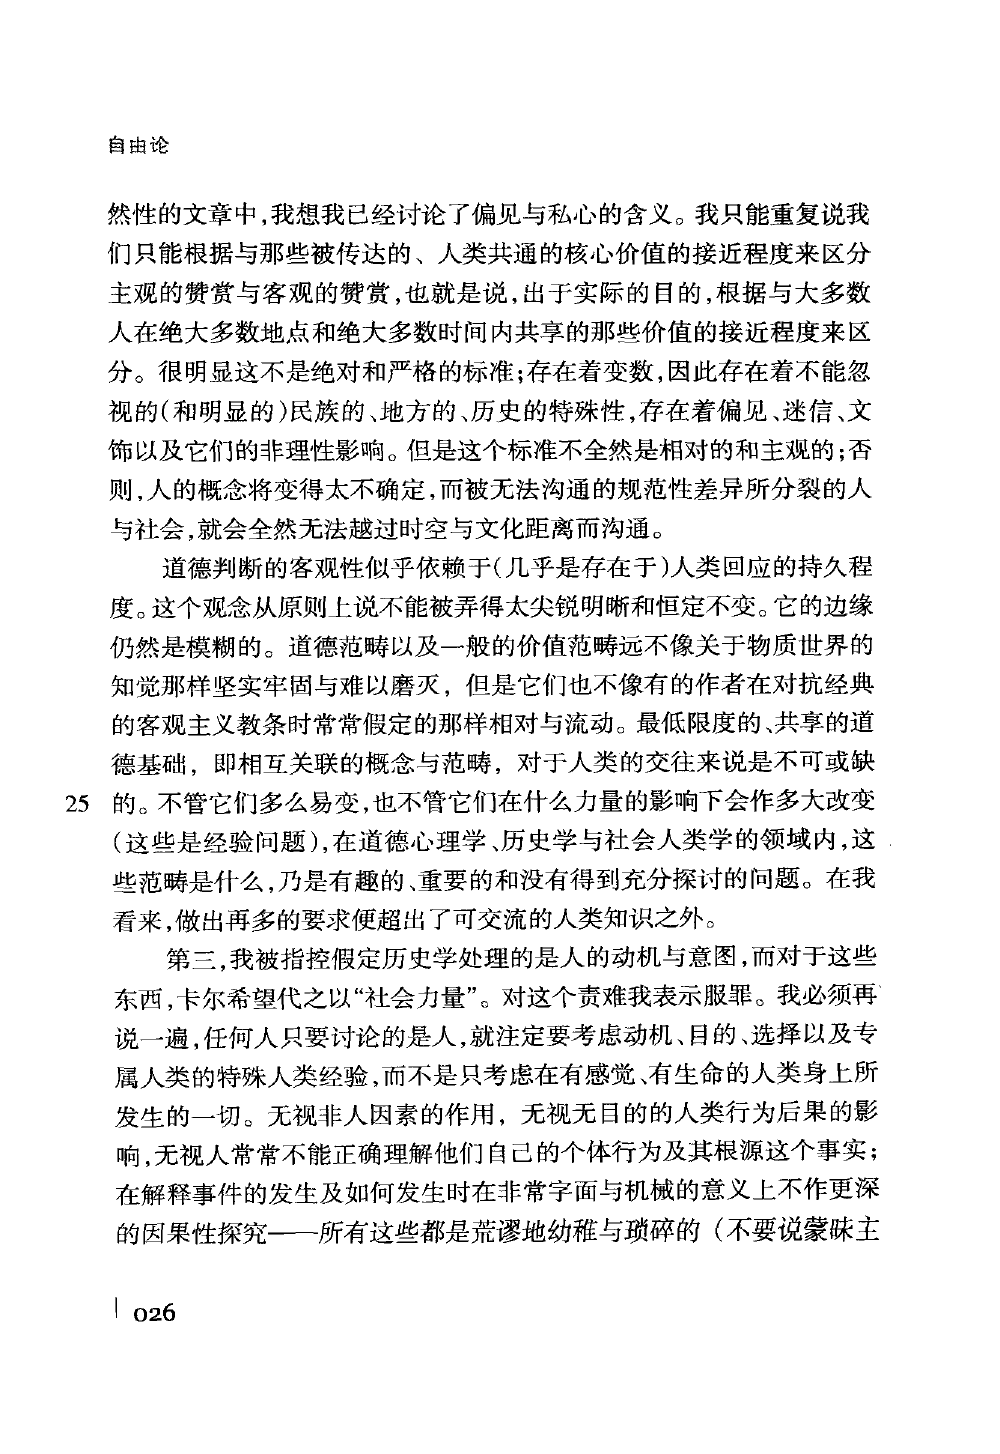 自由论
然性的文章中，我想我已经讨论了偏见与私心的含义。我只能重复说我
们只能根据与那些被传达的、人类共通的核心价值的接近程度来区分
主观的赞赏与客观的赞赏，也就是说，出于实际的目的，根据与大多数
人在绝大多数地点和绝大多数时间内共享的那些价值的接近程度来区
分。很明显这不是绝对和严格的标准；存在着变数，因此存在着不能忽
视的（和明显的）民族的、地方的、历史的特殊性，存在着偏见、迷信、文
饰以及它们的非理性影响。但是这个标准不全然是相对的和主观的；否
则，人的概念将变得太不确定，而被无法沟通的规范性差异所分裂的人
与社会，就会全然无法越过时空与文化距离而沟通。
道德判断的客观性似乎依赖于（几乎是存在于）人类回应的持久程
度。这个观念从原则上说不能被弄得太尖锐明晰和恒定不变。它的边缘
仍然是模糊的。道德范畴以及一般的价值范畴远不像关于物质世界的
知觉那样坚实牢固与难以磨灭，但是它们也不像有的作者在对抗经典
的客观主义教条时常常假定的那样相对与流动。最低限度的、共享的道
德基础，即相互关联的概念与范畴，对于人类的交往来说是不可或缺
25 的。不管它们多么易变，也不管它们在什么力量的影响下会作多大改变
（这些是经验问题），在道德心理学、历史学与社会人类学的领域内，这
些范畴是什么，乃是有趣的、重要的和没有得到充分探讨的问题。在我
看来，做出再多的要求便超出了可交流的人类知识之外。
第三，我被指控假定历史学处理的是人的动机与意图，而对于这些
东西，卡尔希望代之以“社会力量”。对这个责难我表示服罪。我必须再
说一遍，任何人只要讨论的是人，就注定要考虑动机、目的、选择以及专
属人类的特殊人类经验，而不是只考虑在有感觉、有生命的人类身上所
发生的一切。无视非人因素的作用，无视无目的的人类行为后果的影
响，无视人常常不能正确理解他们自己的个体行为及其根源这个事实；
在解释事件的发生及如何发生时在非常字面与机械的意义上不作更深
的因果性探究——所有这些都是荒谬地幼稚与琐碎的（不要说蒙昧主
026